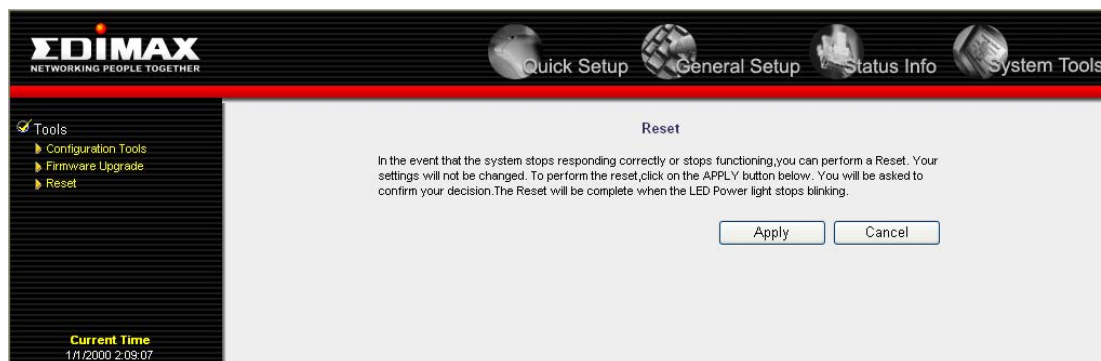 EDIMAX
NETWORKING PEOPLE TOGETHER
Quick Setup
General Setup
Status Info
System Tools
Tools
Configuration Tools
Firmware Upgrade
Reset
Current Time
1/1/2000 2:09:07
Reset
In the event that the system stops responding correctly or stops functioning,you can perform a Reset. Your
settings will not be changed. To perform the reset,click on the APPLY button below. You will be asked to
confirm your decision.The Reset will be complete when the LED Power light stops blinking.
Apply
Cancel